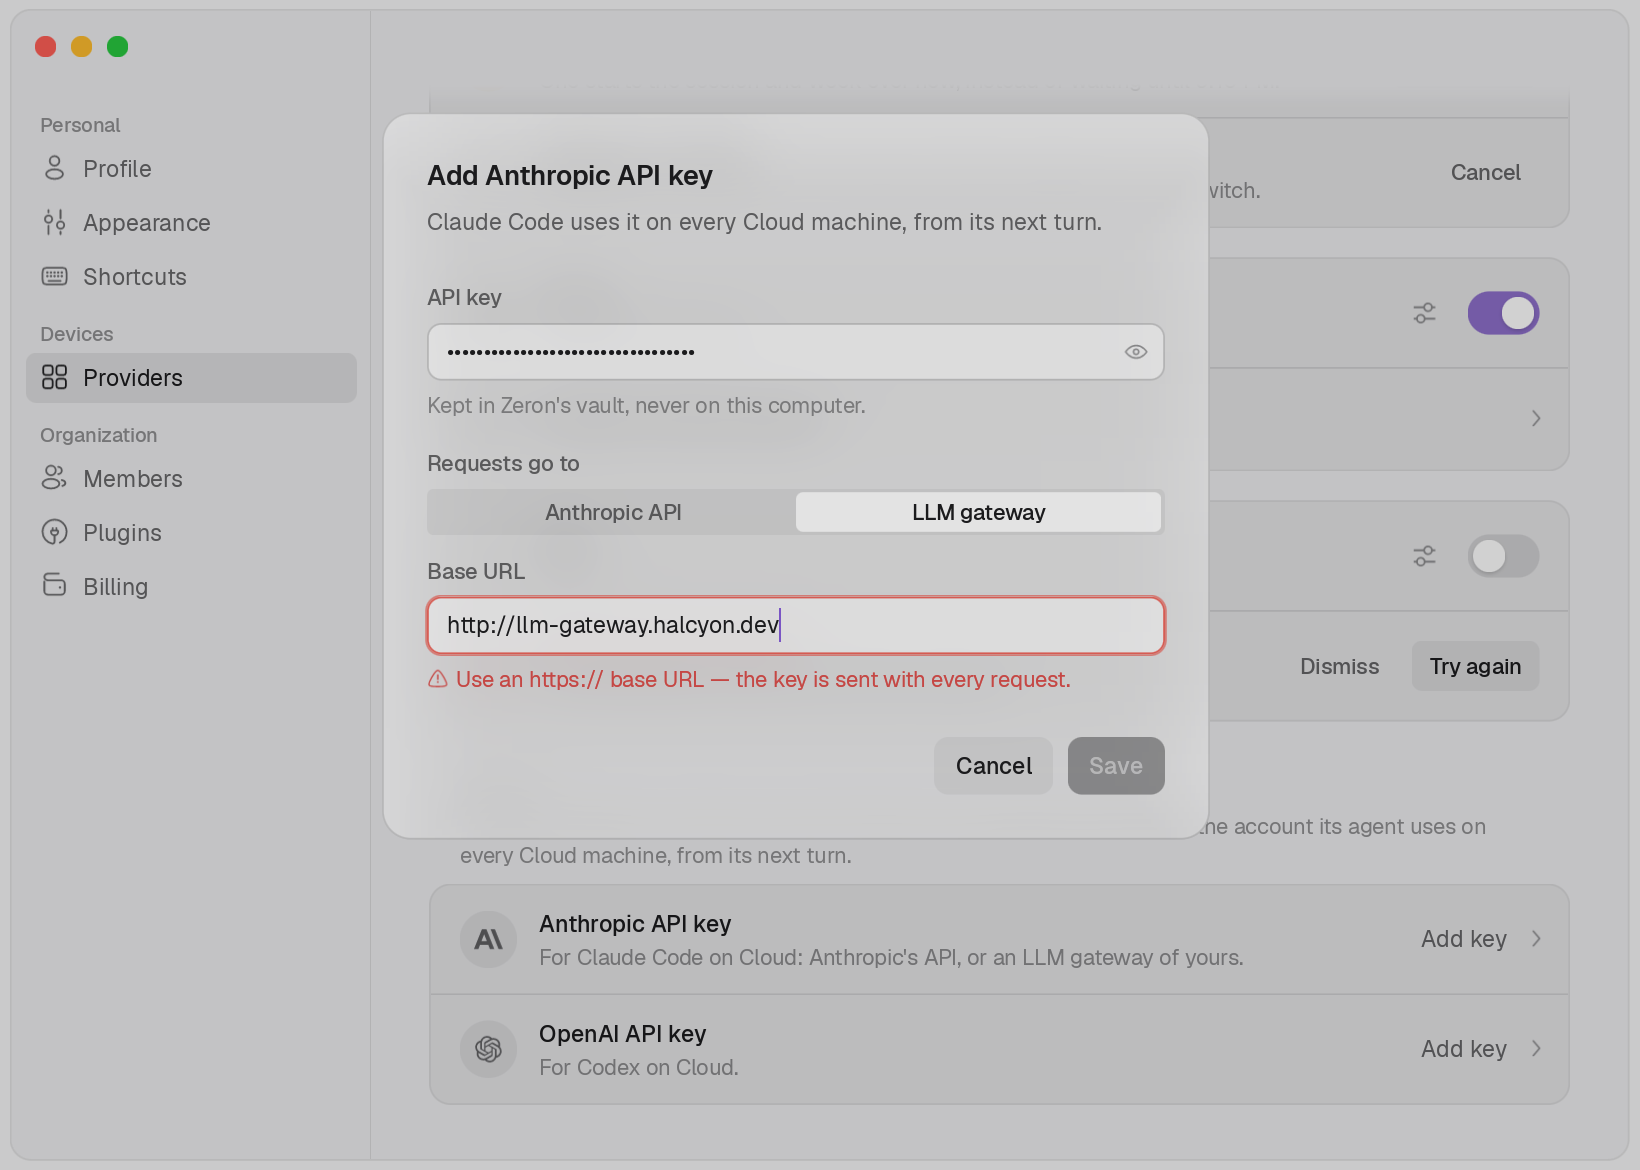 Personal
Profile
Appearance
Shortcuts
Devices
Providers
Organization
Members
Plugins
Billing
witch.
Cancel
Add Anthropic API key
Claude Code uses it on every Cloud machine, from its next turn.
API key
••••••••••••••••••••••••••••••••••
Kept in Zeron's vault, never on this computer.
Requests go to
Anthropic API
LLM gateway
Base URL
http://llm-gateway.halcyon.dev
Use an https:// base URL — the key is sent with every request.
Cancel
Save
Dismiss
Try again
the account its agent uses on
every Cloud machine, from its next turn.
Anthropic API key
For Claude Code on Cloud: Anthropic's API, or an LLM gateway of yours.
Add key
OpenAI API key
For Codex on Cloud.
Add key